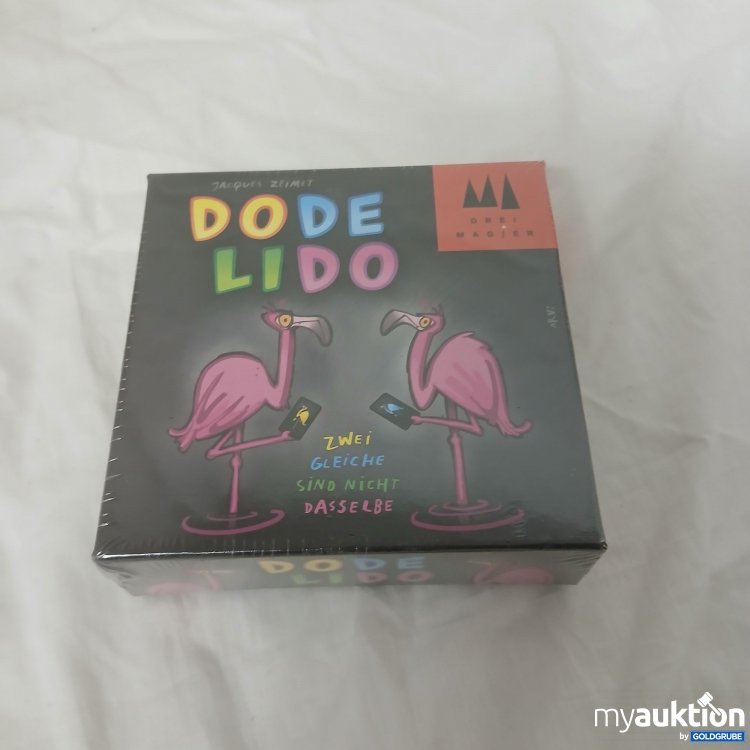 JACQUES ZEIMET
DODE
LIDO
DREI
MAGIER
ZWEI
GLEICHE
SIND NICHT
DASSELBE
DODE
LIDO
myauktion
by GOLDGRUBE